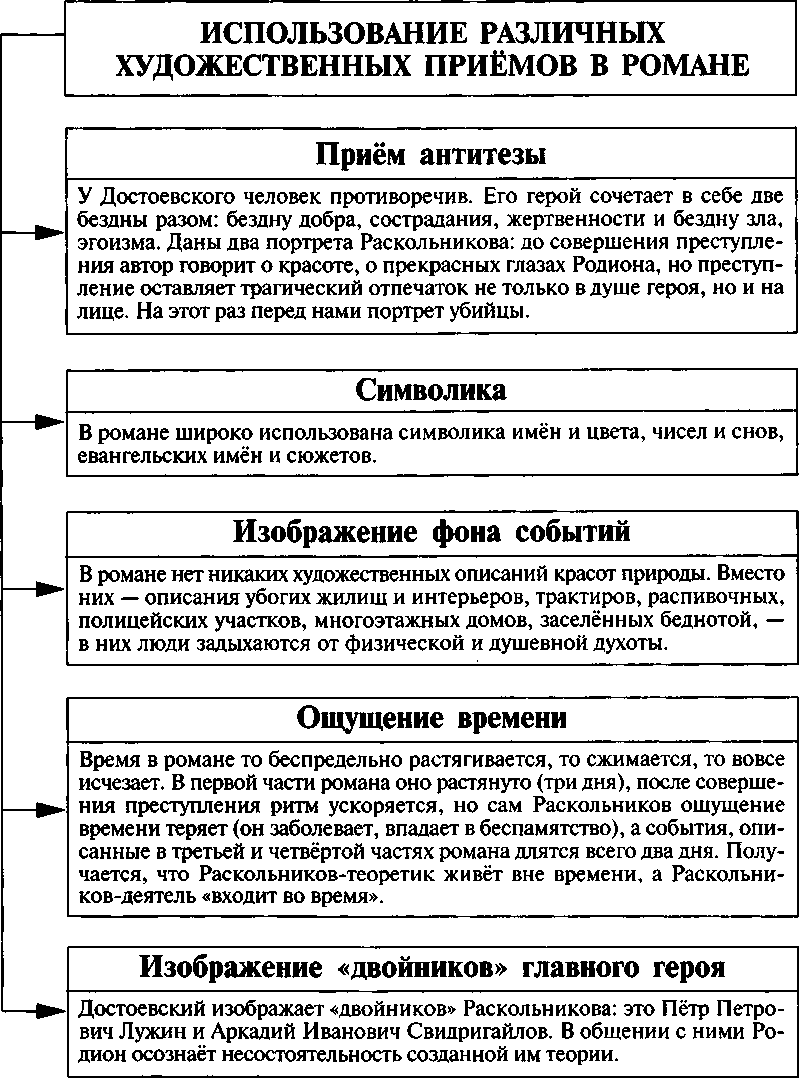 ИСПОЛЬЗОВАНИЕ РАЗЛИЧНЫХ
ХУДОЖЕСТВЕННЫХ ПРИЁМОВ В РОМАНЕ
Приём антитезы
У Достоевского человек противоречив. Его герой сочетает в себе две
бездны разом: бездну добра, сострадания, жертвенности и бездну зла,
эгоизма. Даны два портрета Раскольникова: до совершения преступле-
ния автор говорит о красоте, о прекрасных глазах Родиона, но преступ-
ление оставляет трагический отпечаток не только в душе героя, но и на
лице. На этот раз перед нами портрет убийцы.
Символика
В романе широко использована символика имён и цвета, чисел и снов,
евангельских имён и сюжетов.
Изображение фона событий
В романе нет никаких художественных описаний красот природы. Вместо
них — описания убогих жилищ и интерьеров, трактиров, распивочных,
полицейских участков, многоэтажных домов, заселённых беднотой, —
в них люди задыхаются от физической и душевной духоты.
Ощущение времени
Время в романе то беспредельно растягивается, то сжимается, то вовсе
исчезает. В первой части романа оно растянуто (три дня), после соверше-
ния преступления ритм ускоряется, но сам Раскольников ощущение
времени теряет (он заболевает, впадает в беспамятство), а события, опи-
санные в третьей и четвёртой частях романа длятся всего два дня. Полу-
чается, что Раскольников-теоретик живёт вне времени, а Раскольни-
ков-деятель «входит во время».
Изображение «двойников» главного героя
Достоевский изображает «двойников» Раскольникова: это Пётр Петро-
вич Лужин и Аркадий Иванович Свидригайлов. В общении с ними Ро-
дион осознаёт несостоятельность созданной им теории.